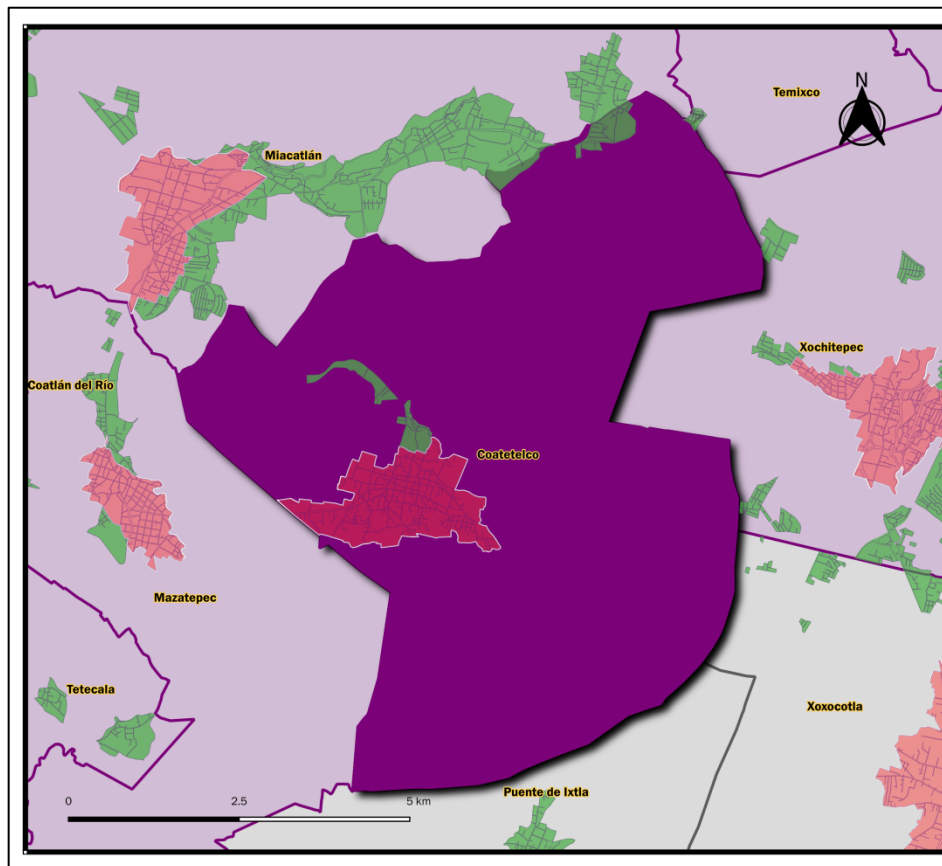 Temixco
N
Miacatlán
Xochitepec
Coatlán del Río
Coatetelco
Mazatepec
Tetecala
Xoxocotla
Puente de Ixtla
0 2.5 5 km